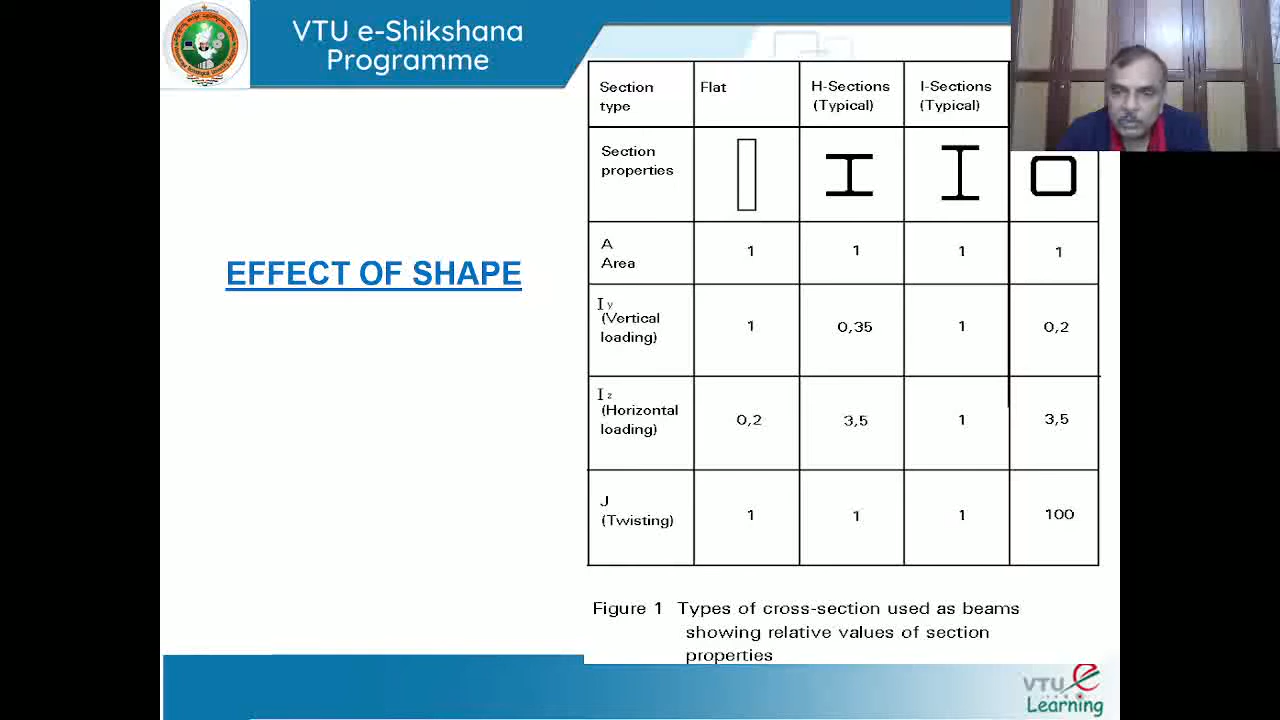 VTU e-Shikshana
Programme
EFFECT OF SHAPE
Section type
Flat
H-Sections (Typical)
I-Sections (Typical)
Section properties
A Area
1
1
1
1
I y (Vertical loading)
1
0,35
1
0,2
I z (Horizontal loading)
0,2
3,5
1
3,5
J (Twisting)
1
1
1
100
Figure 1 Types of cross-section used as beams
showing relative values of section
properties
VTU e
Learning